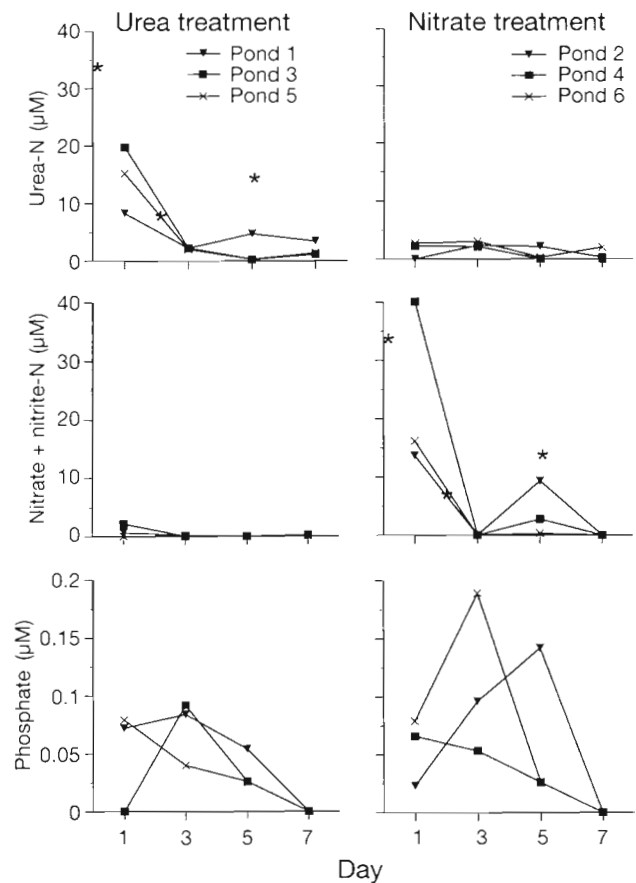 Urea treatment
Nitrate treatment
Pond 1
Pond 3
Pond 5
Pond 2
Pond 4
Pond 6
Urea-N (µM)
40
30
20
10
0
Nitrate + nitrite-N (µM)
40
30
20
10
0
Phosphate (µM)
0.2
0.15
0.1
0.05
0
1 3 5 7
1 3 5 7
Day